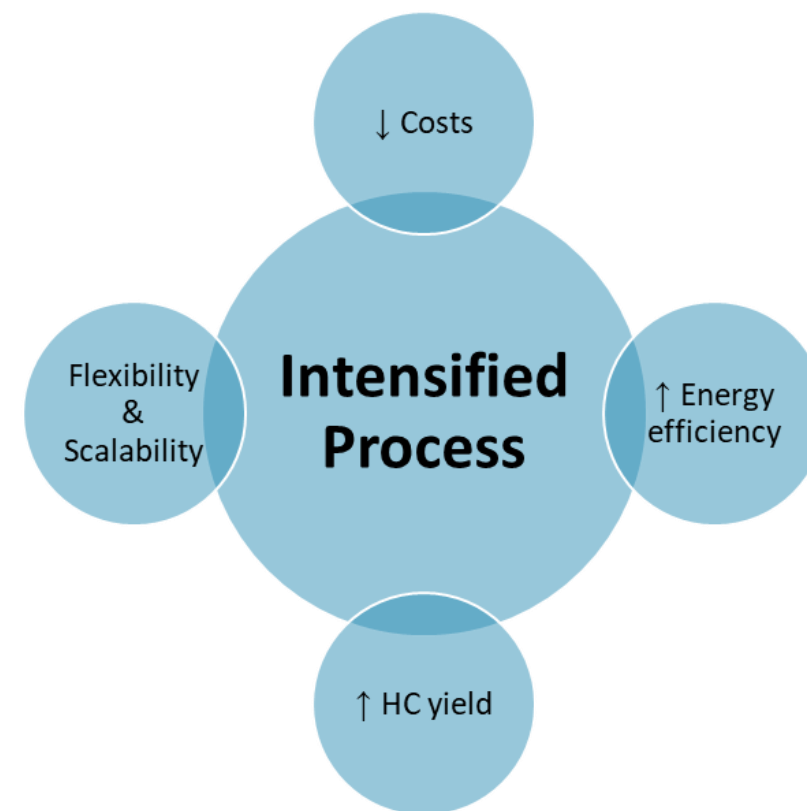 ↓ Costs
Flexibility
&
Scalability
Intensified
Process
↑ Energy
efficiency
↑ HC yield